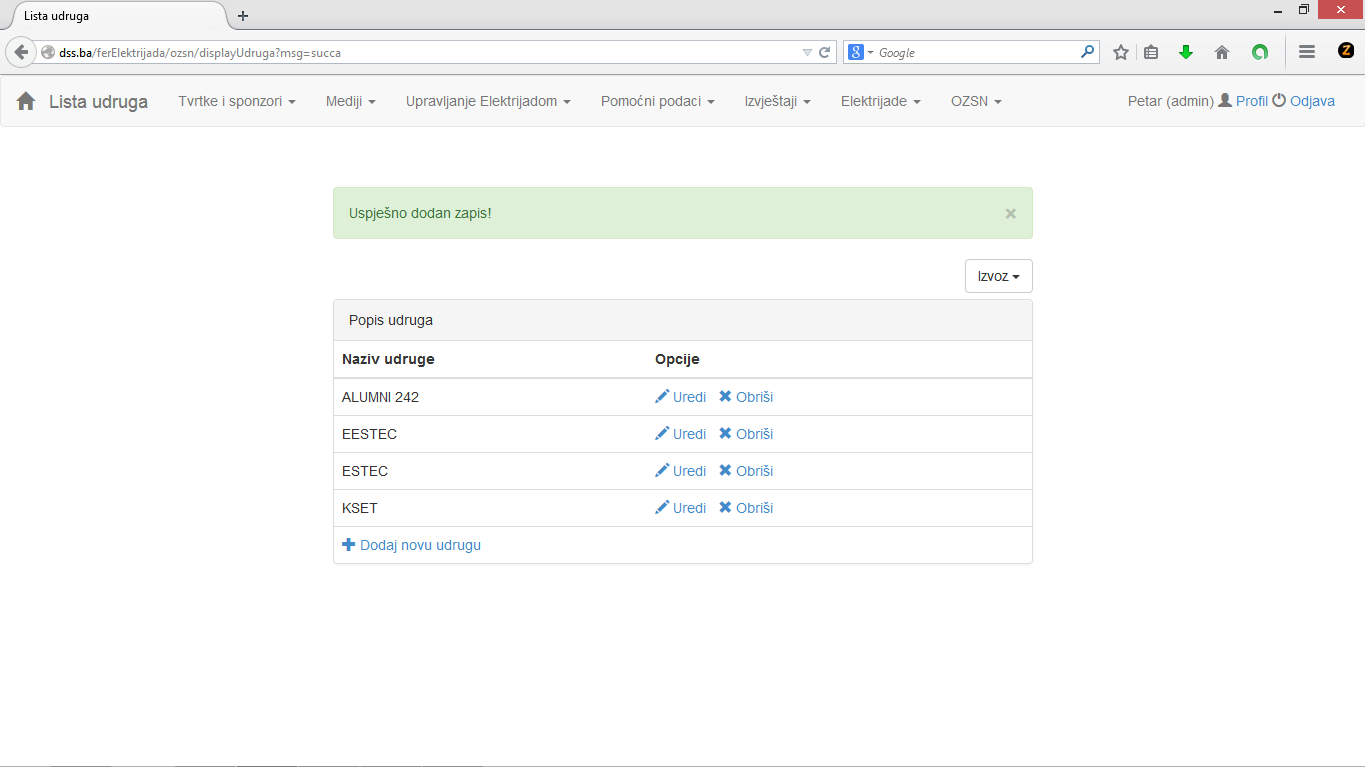 Lista udruga
dss.ba/ferElektrijada/ozsn/displayUdruga?msg=succa
Google
Lista udruga Tvrtke i sponzori Mediji Upravljanje Elektrijadom Pomoćni podaci Izvještaji Elektrijade OZSN Petar (admin) Profil Odjava
Uspješno dodan zapis!
Izvoz
Popis udruga
Naziv udruge Opcije
ALUMNI 242 Uredi Obriši
EESTEC Uredi Obriši
ESTEC Uredi Obriši
KSET Uredi Obriši
Dodaj novu udrugu